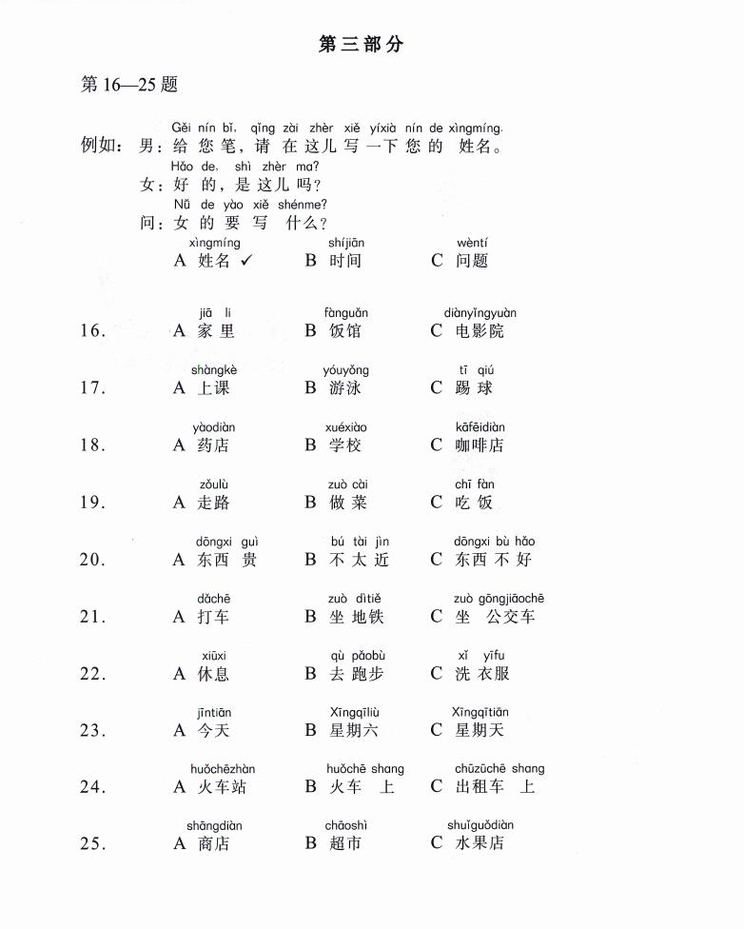 第三部分
第 16—25 题
Gěi nín bǐ, qǐng zài zhèr xiě yíxià nín de xìngmíng.
例如： 男：给 您 笔，请 在 这儿 写 一下 您 的 姓名。
Hǎo de, shì zhèr ma?
女：好 的，是 这儿 吗？
Nǚ de yào xiě shénme?
问：女 的 要 写 什么？
xìngmíng shíjiān wèntí
A 姓名 ✓ B 时间 C 问题
jiā li fànguǎn diànyǐngyuàn
16. A 家 里 B 饭馆 C 电影院
shàngkè yóuyǒng tī qiú
17. A 上课 B 游泳 C 踢 球
yàodiàn xuéxiào kāfēidiàn
18. A 药店 B 学校 C 咖啡店
zǒulù zuò cài chī fàn
19. A 走路 B 做 菜 C 吃 饭
dōngxi guì bú tài jìn dōngxi bù hǎo
20. A 东西 贵 B 不 太 近 C 东西 不 好
dǎchē zuò dìtiě zuò gōngjiāochē
21. A 打车 B 坐 地铁 C 坐 公交车
xiūxi qù pǎobù xǐ yīfu
22. A 休息 B 去 跑步 C 洗 衣服
jīntiān Xīngqīliù Xīngqītiān
23. A 今天 B 星期六 C 星期天
huǒchēzhàn huǒchē shang chūzūchē shang
24. A 火车站 B 火车 上 C 出租车 上
shāngdiàn chāoshì shuǐguǒdiàn
25. A 商店 B 超市 C 水果店